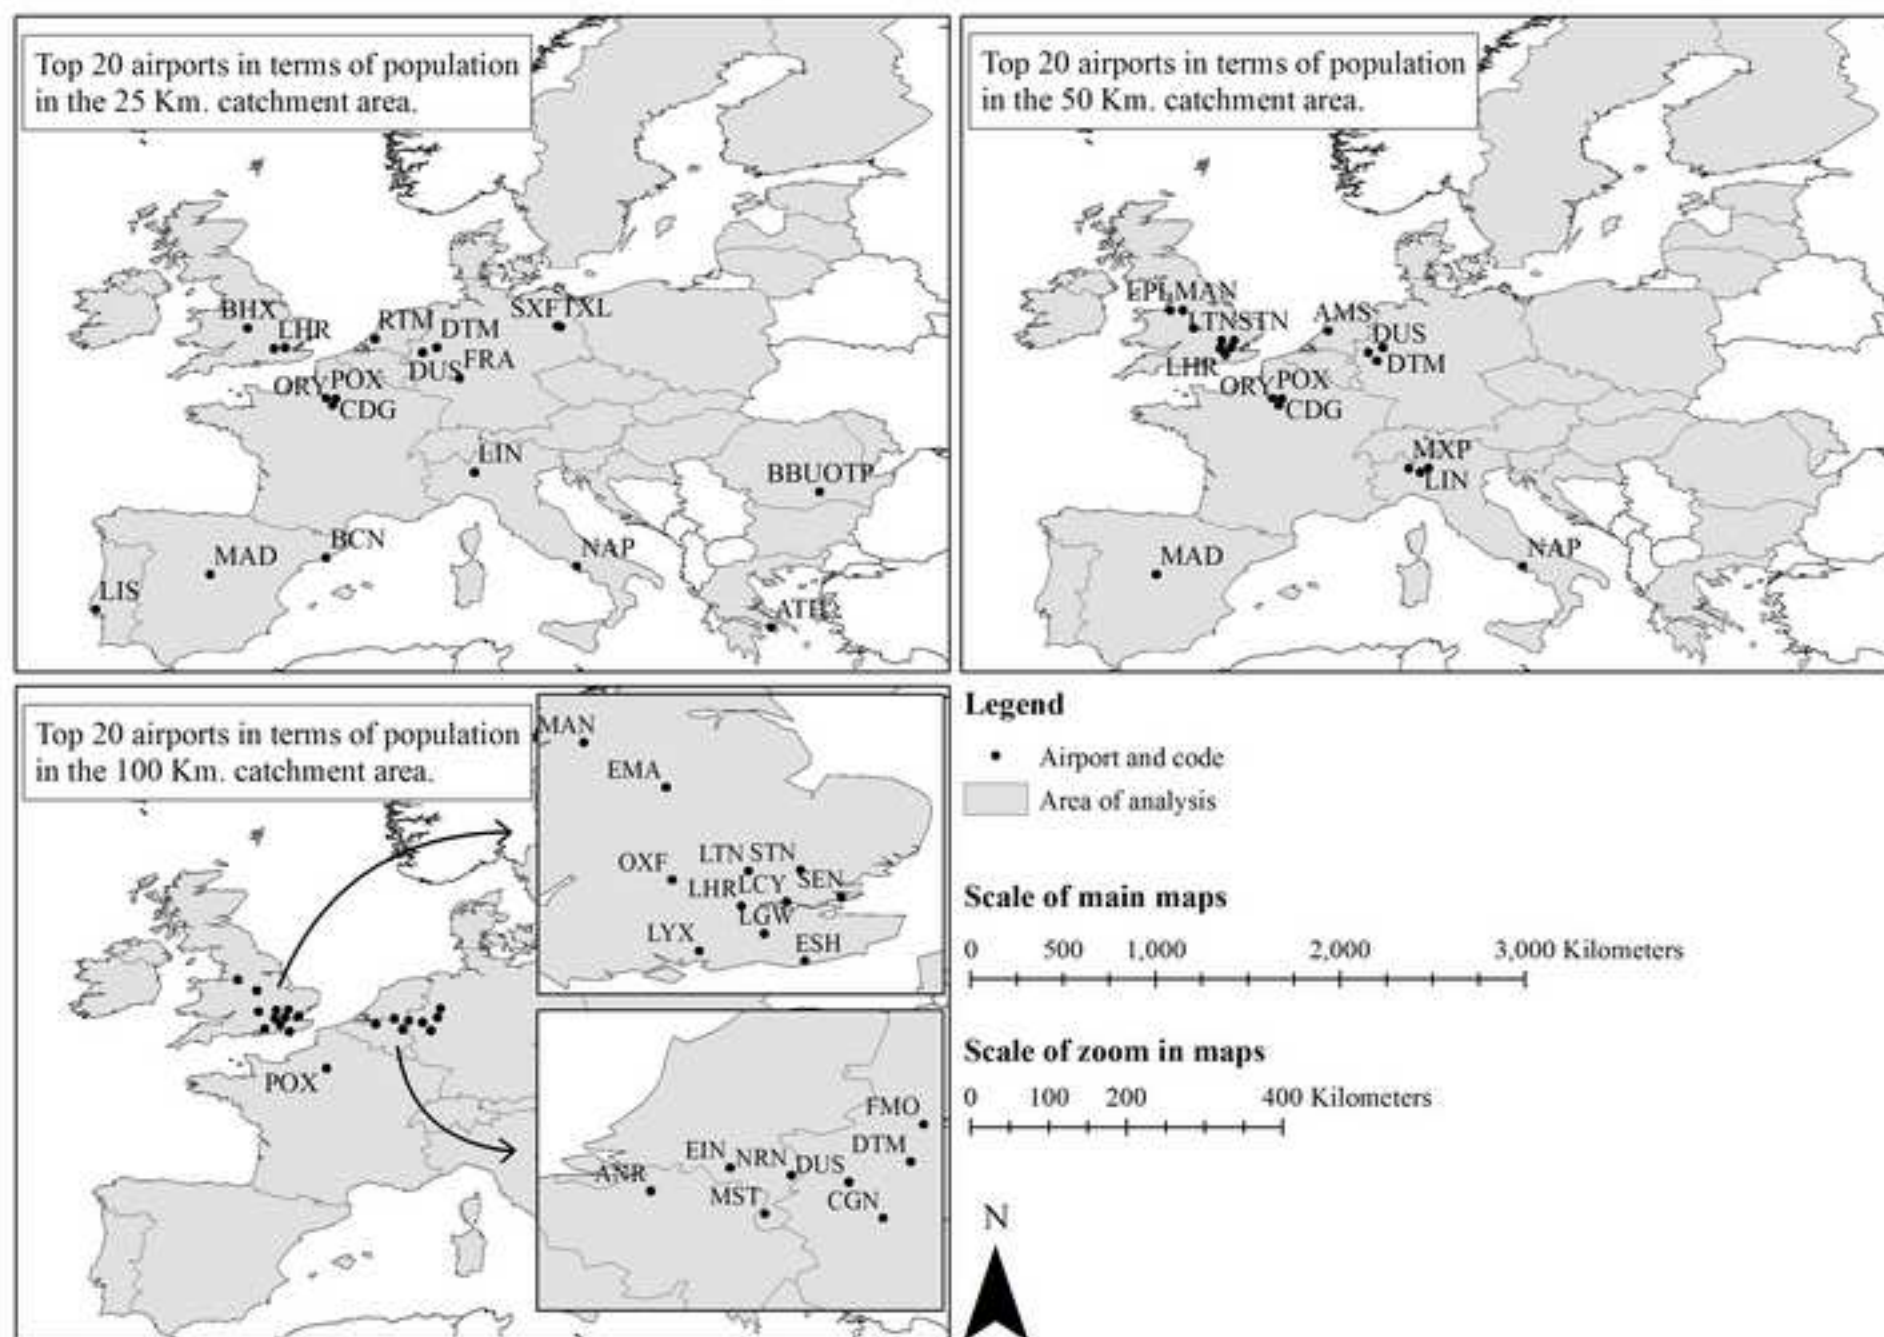 Top 20 airports in terms of population
in the 25 Km. catchment area.
BHX
LHR
RTM
DTM
SXFTXL
DUS
FRA
ORY
POX
CDG
LIN
BBUOTP
BCN
MAD
NAP
LIS
ATH
Top 20 airports in terms of population
in the 50 Km. catchment area.
LPLMAN
LTNSTN
AMS
DUS
LHR
DTM
ORY
POX
CDG
MXP
LIN
MAD
NAP
Top 20 airports in terms of population
in the 100 Km. catchment area.
POX
MAN
EMA
OXF
LTN STN
LHRLCY SEN
LGW
LYX
ESH
FMO
DTM
EIN NRN DUS
ANR
MST
CGN
Legend
Airport and code
Area of analysis
Scale of main maps
0 500 1,000 2,000 3,000 Kilometers
Scale of zoom in maps
0 100 200 400 Kilometers
N